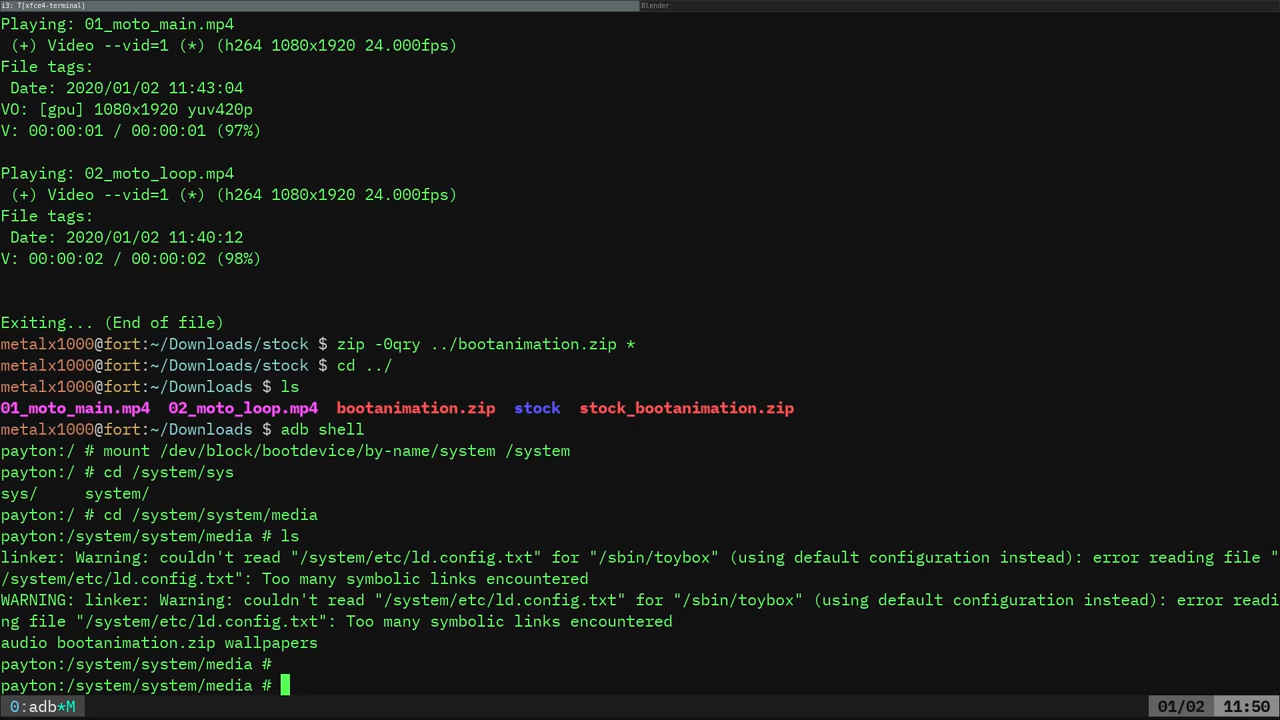 i3: T[xfce4-terminal] Blender
Playing: 01_moto_main.mp4
(+) Video --vid=1 (*) (h264 1080x1920 24.000fps)
File tags:
Date: 2020/01/02 11:43:04
VO: [gpu] 1080x1920 yuv420p
V: 00:00:01 / 00:00:01 (97%)
Playing: 02_moto_loop.mp4
(+) Video --vid=1 (*) (h264 1080x1920 24.000fps)
File tags:
Date: 2020/01/02 11:40:12
V: 00:00:02 / 00:00:02 (98%)
Exiting... (End of file)
metalx1000@fort:~/Downloads/stock $ zip -0qry ../bootanimation.zip *
metalx1000@fort:~/Downloads/stock $ cd ../
metalx1000@fort:~/Downloads $ ls
01_moto_main.mp4  02_moto_loop.mp4  bootanimation.zip  stock  stock_bootanimation.zip
metalx1000@fort:~/Downloads $ adb shell
payton:/ # mount /dev/block/bootdevice/by-name/system /system
payton:/ # cd /system/sys
sys/     system/
payton:/ # cd /system/system/media
payton:/system/system/media # ls
linker: Warning: couldn't read "/system/etc/ld.config.txt" for "/sbin/toybox" (using default configuration instead): error reading file "
/system/etc/ld.config.txt": Too many symbolic links encountered
WARNING: linker: Warning: couldn't read "/system/etc/ld.config.txt" for "/sbin/toybox" (using default configuration instead): error readi
ng file "/system/etc/ld.config.txt": Too many symbolic links encountered
audio bootanimation.zip wallpapers
payton:/system/system/media #
payton:/system/system/media #
0:adb*M 01/02 11:50